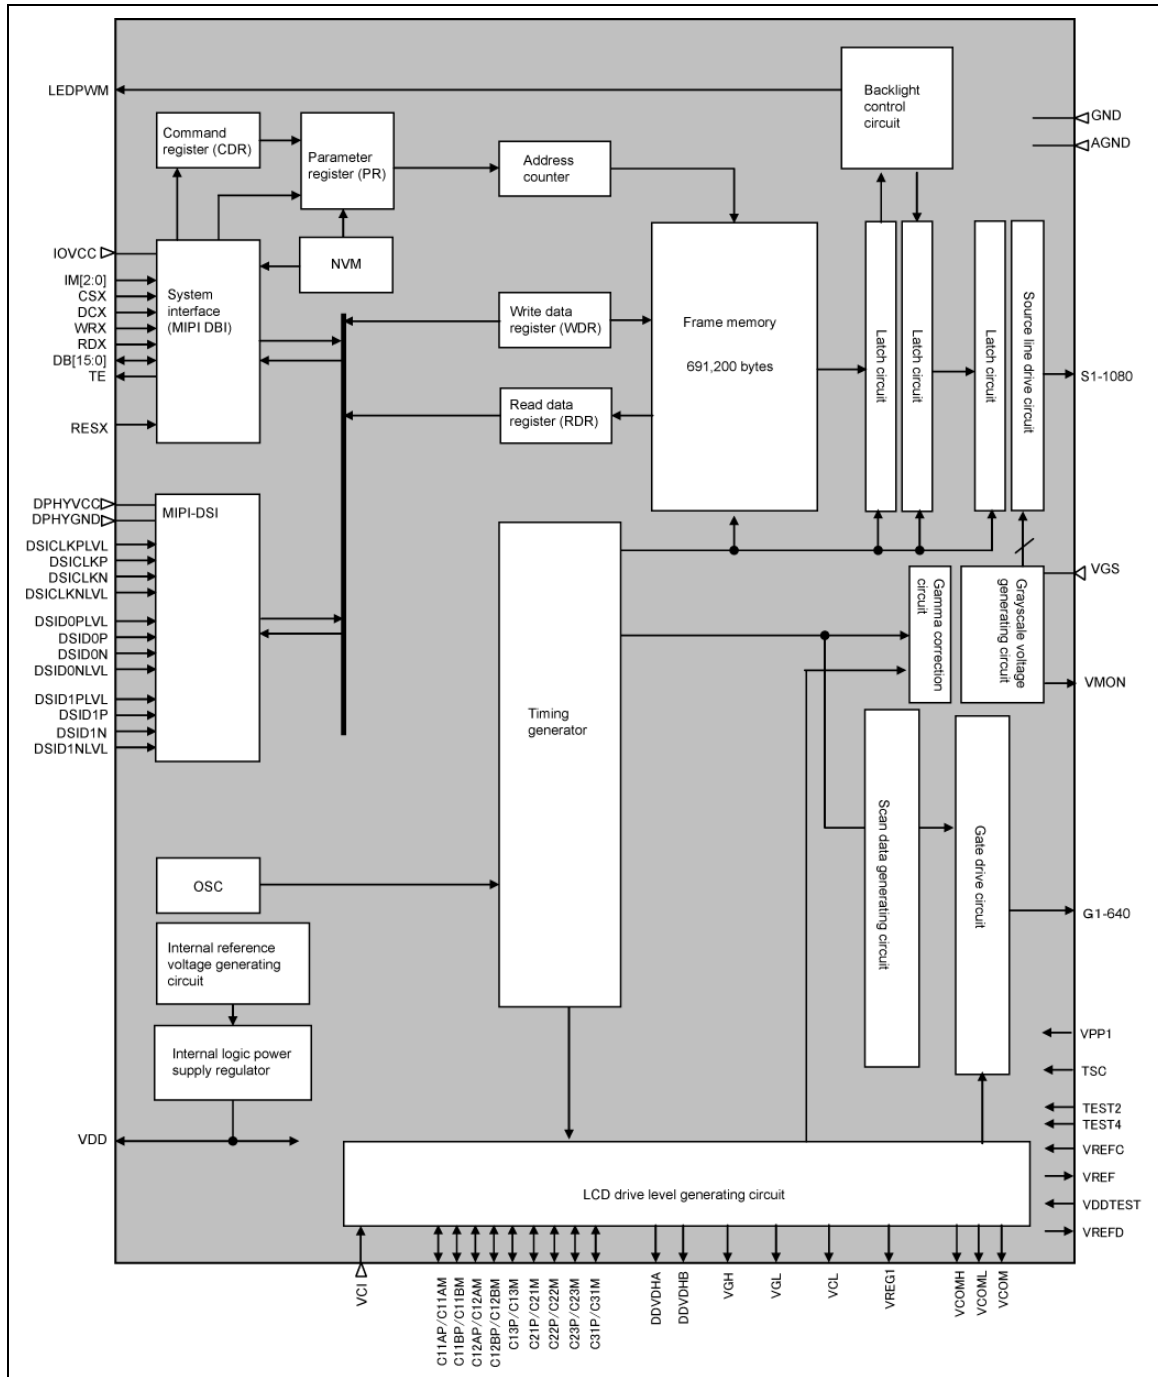 LEDPWM
Backlight
control
circuit
GND
AGND
Command
register (CDR)
Parameter
register (PR)
Address
counter
IOVCC
NVM
IM[2:0]
CSX
DCX
WRX
RDX
DB[15:0]
TE
RESX
System
interface
(MIPI DBI)
Write data
register (WDR)
Read data
register (RDR)
Frame memory
691,200 bytes
Latch circuit
Latch circuit
Latch circuit
Source line drive circuit
S1-1080
DPHYVCC
DPHYGND
MIPI-DSI
DSICLKPLVL
DSICLKP
DSICLKN
DSICLKNLVL
DSID0PLVL
DSID0P
DSID0N
DSID0NLVL
DSID1PLVL
DSID1P
DSID1N
DSID1NLVL
Timing
generator
Gamma correction
circuit
Grayscale voltage
generating circuit
VGS
VMON
Scan data generating circuit
Gate drive circuit
G1-640
OSC
Internal reference
voltage generating
circuit
Internal logic power
supply regulator
VDD
VPP1
TSC
TEST2
TEST4
VREFC
VREF
VDDTEST
VREFD
LCD drive level generating circuit
VCI
C11AP/C11AM
C11BP/C11BM
C12AP/C12AM
C12BP/C12BM
C13P/C13M
C21P/C21M
C22P/C22M
C23P/C23M
C31P/C31M
DDVDHA
DDVDHB
VGH
VGL
VCL
VREG1
VCOMH
VCOML
VCOM